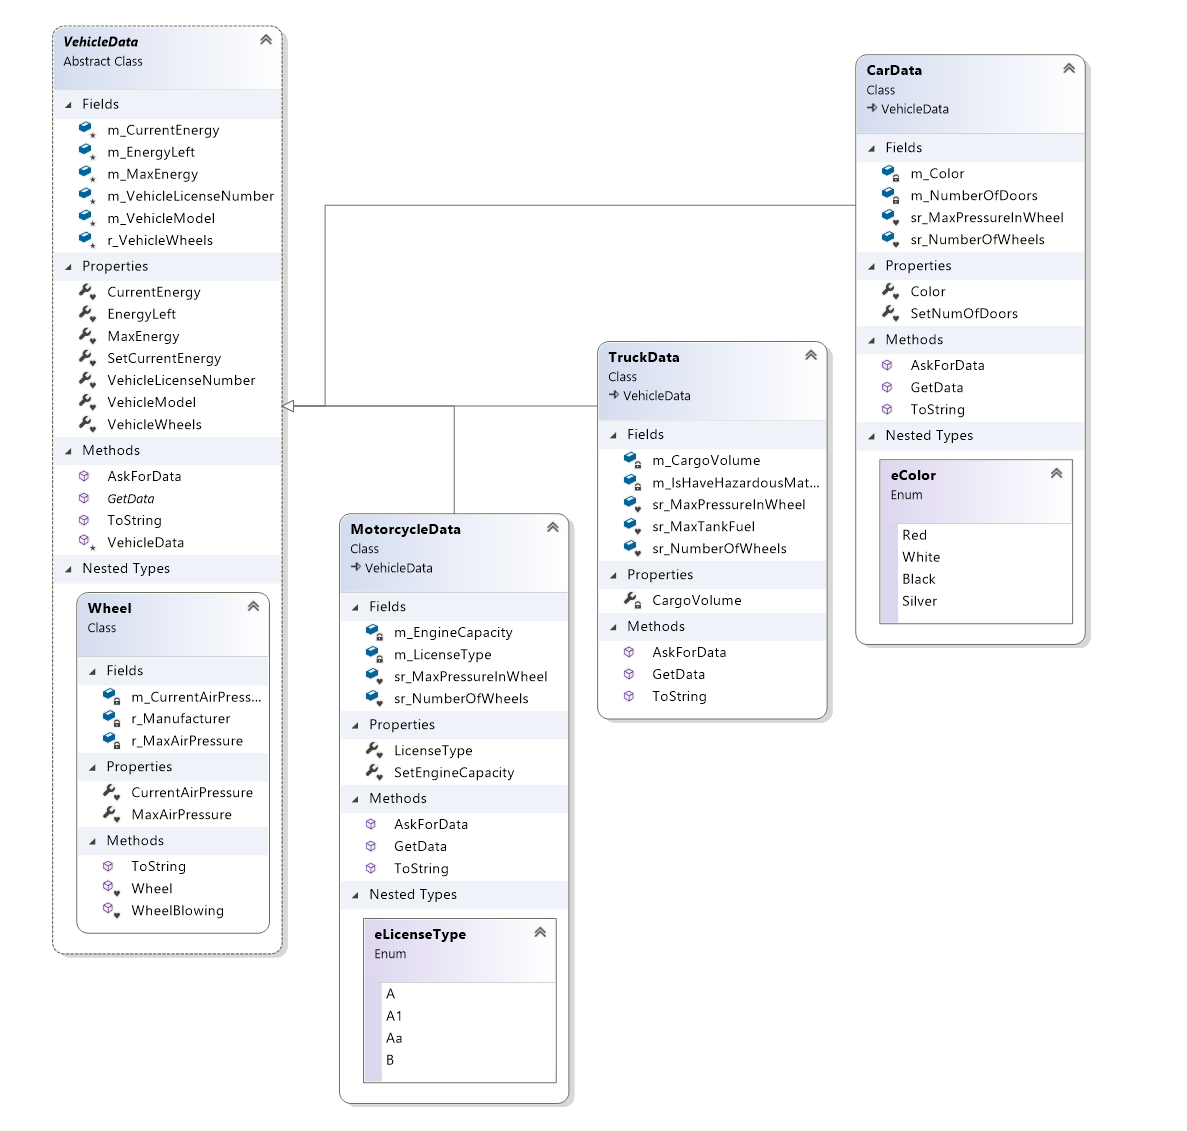 VehicleData
Abstract Class
Fields
m_CurrentEnergy
m_EnergyLeft
m_MaxEnergy
m_VehicleLicenseNumber
m_VehicleModel
r_VehicleWheels
Properties
CurrentEnergy
EnergyLeft
MaxEnergy
SetCurrentEnergy
VehicleLicenseNumber
VehicleModel
VehicleWheels
Methods
AskForData
GetData
ToString
VehicleData
Nested Types
Wheel
Class
Fields
m_CurrentAirPress...
r_Manufacturer
r_MaxAirPressure
Properties
CurrentAirPressure
MaxAirPressure
Methods
ToString
Wheel
WheelBlowing
MotorcycleData
Class
VehicleData
Fields
m_EngineCapacity
m_LicenseType
sr_MaxPressureInWheel
sr_NumberOfWheels
Properties
LicenseType
SetEngineCapacity
Methods
AskForData
GetData
ToString
Nested Types
eLicenseType
Enum
A
A1
Aa
B
TruckData
Class
VehicleData
Fields
m_CargoVolume
m_IsHaveHazardousMat...
sr_MaxPressureInWheel
sr_MaxTankFuel
sr_NumberOfWheels
Properties
CargoVolume
Methods
AskForData
GetData
ToString
CarData
Class
VehicleData
Fields
m_Color
m_NumberOfDoors
sr_MaxPressureInWheel
sr_NumberOfWheels
Properties
Color
SetNumOfDoors
Methods
AskForData
GetData
ToString
Nested Types
eColor
Enum
Red
White
Black
Silver